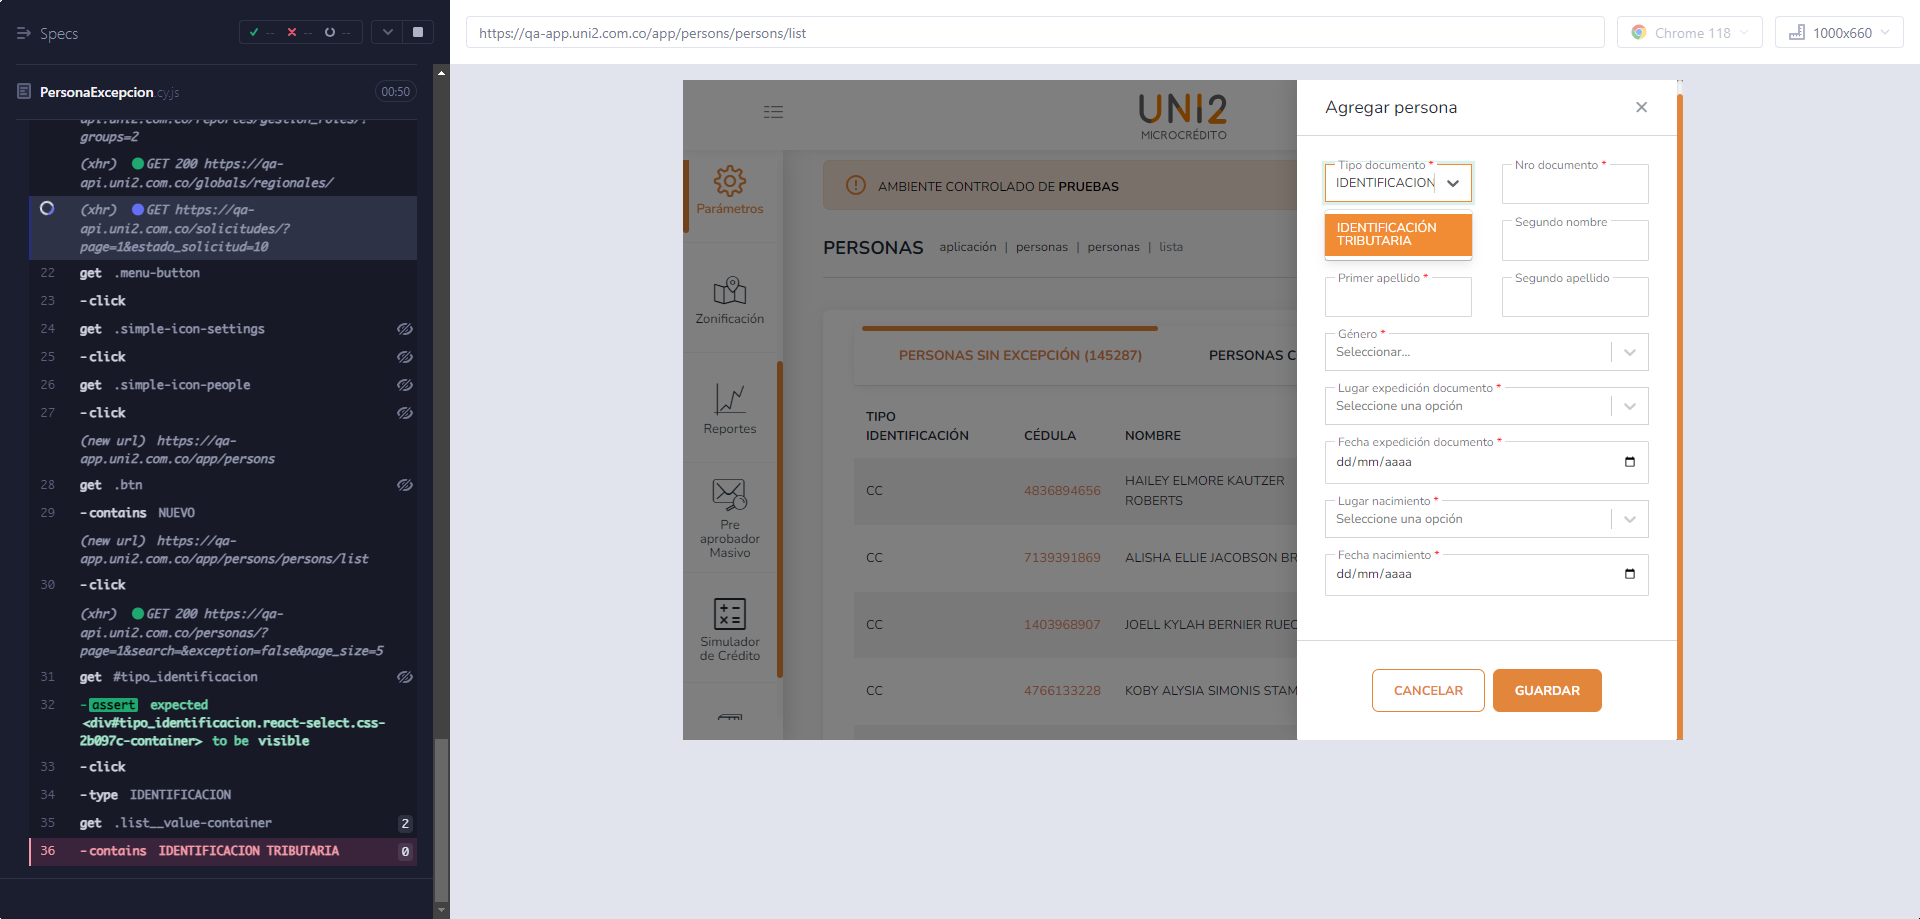 Specs
-- -- --
PersonaExcepcion.cy.js
00:50
api.uni2.com.co/reportes/gestion_roles/?
groups=2
(xhr) GET 200 https://qa-
api.uni2.com.co/globals/regionales/
(xhr) GET https://qa-
api.uni2.com.co/solicitudes/?
page=1&estado_solicitud=10
22 get .menu-button
23 -click
24 get .simple-icon-settings
25 -click
26 get .simple-icon-people
27 -click
(new url) https://qa-
app.uni2.com.co/app/persons
28 get .btn
29 -contains NUEVO
(new url) https://qa-
app.uni2.com.co/app/persons/persons/list
30 -click
(xhr) GET 200 https://qa-
api.uni2.com.co/personas/?
page=1&search=&exception=false&page_size=5
31 get #tipo_identificacion
32 -assert expected
<div#tipo_identificacion.react-select.css-
2b097c-container> to be visible
33 -click
34 -type IDENTIFICACION
35 get .list__value-container 2
36 -contains IDENTIFICACION TRIBUTARIA 0
https://qa-app.uni2.com.co/app/persons/persons/list
Chrome 118
1000x660
UNI2
MICROCRÉDITO
Parámetros
Zonificación
Reportes
Pre
aprobador
Masivo
Simulador
de Crédito
AMBIENTE CONTROLADO DE PRUEBAS
PERSONAS aplicación | personas | personas | lista
PERSONAS SIN EXCEPCIÓN (145287) PERSONAS C
TIPO
IDENTIFICACIÓN CÉDULA NOMBRE
CC 4836894656 HAILEY ELMORE KAUTZER
ROBERTS
CC 7139391869 ALISHA ELLIE JACOBSON BR
CC 1403968907 JOELL KYLAH BERNIER RUEC
CC 4766133228 KOBY ALYSIA SIMONIS STAM
Agregar persona
Tipo documento *
IDENTIFICACION
IDENTIFICACIÓN
TRIBUTARIA
Nro documento *
Segundo nombre
Primer apellido *
Segundo apellido
Género *
Seleccionar...
Lugar expedición documento *
Seleccione una opción
Fecha expedición documento *
dd/mm/aaaa
Lugar nacimiento *
Seleccione una opción
Fecha nacimiento *
dd/mm/aaaa
CANCELAR
GUARDAR